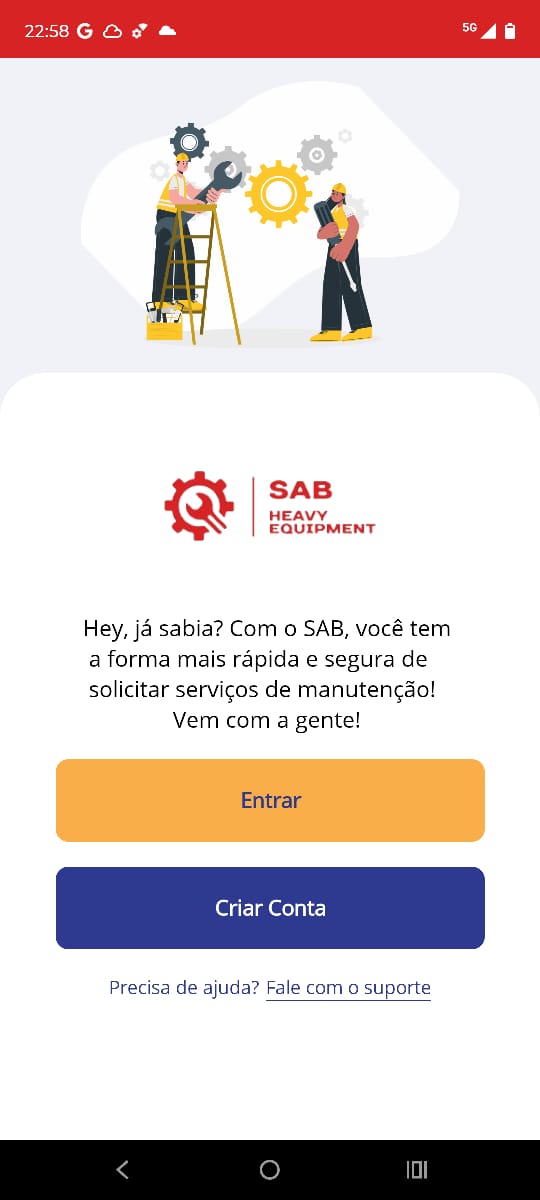 22:58
5G
SAB
HEAVY
EQUIPMENT
Hey, já sabia? Com o SAB, você tem
a forma mais rápida e segura de
solicitar serviços de manutenção!
Vem com a gente!
Entrar
Criar Conta
Precisa de ajuda? Fale com o suporte